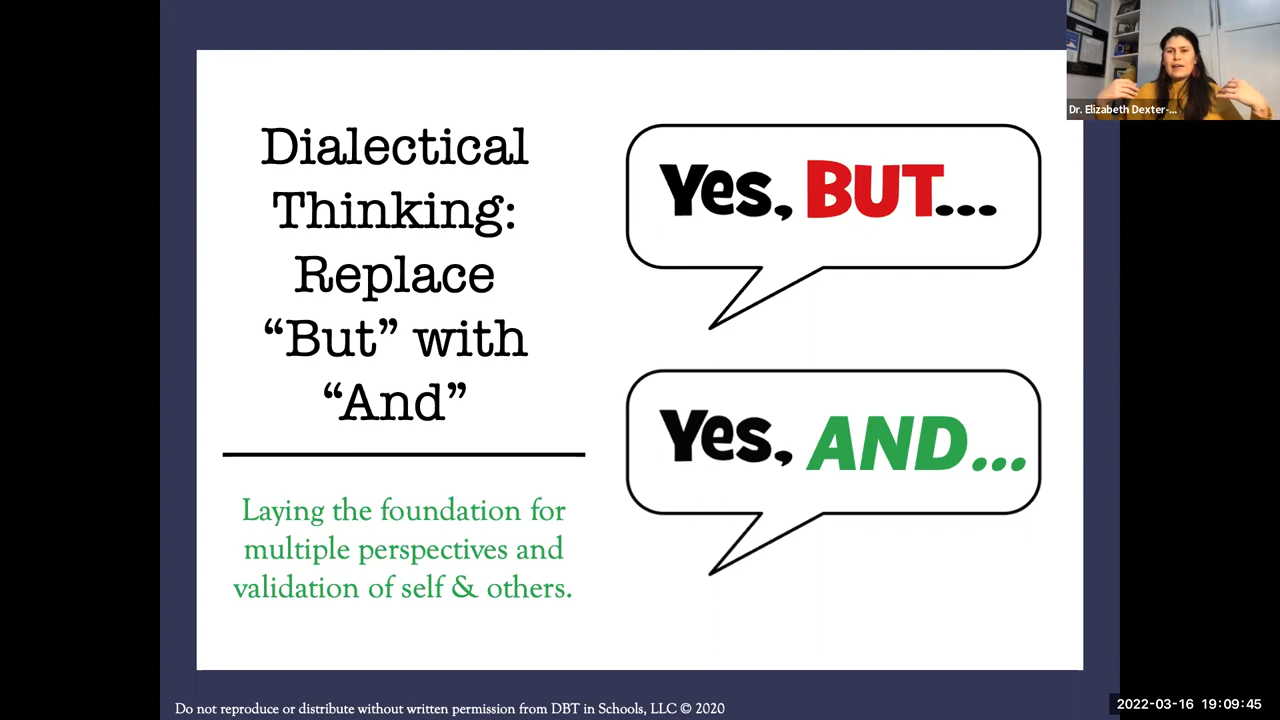 Dialectical
Thinking:
Replace
“But” with
“And”
Laying the foundation for
multiple perspectives and
validation of self & others.
Yes, BUT...
Yes, AND...
Dr. Elizabeth Dexter-...
Do not reproduce or distribute without written permission from DBT in Schools, LLC © 2020
2022-03-16 19:09:45